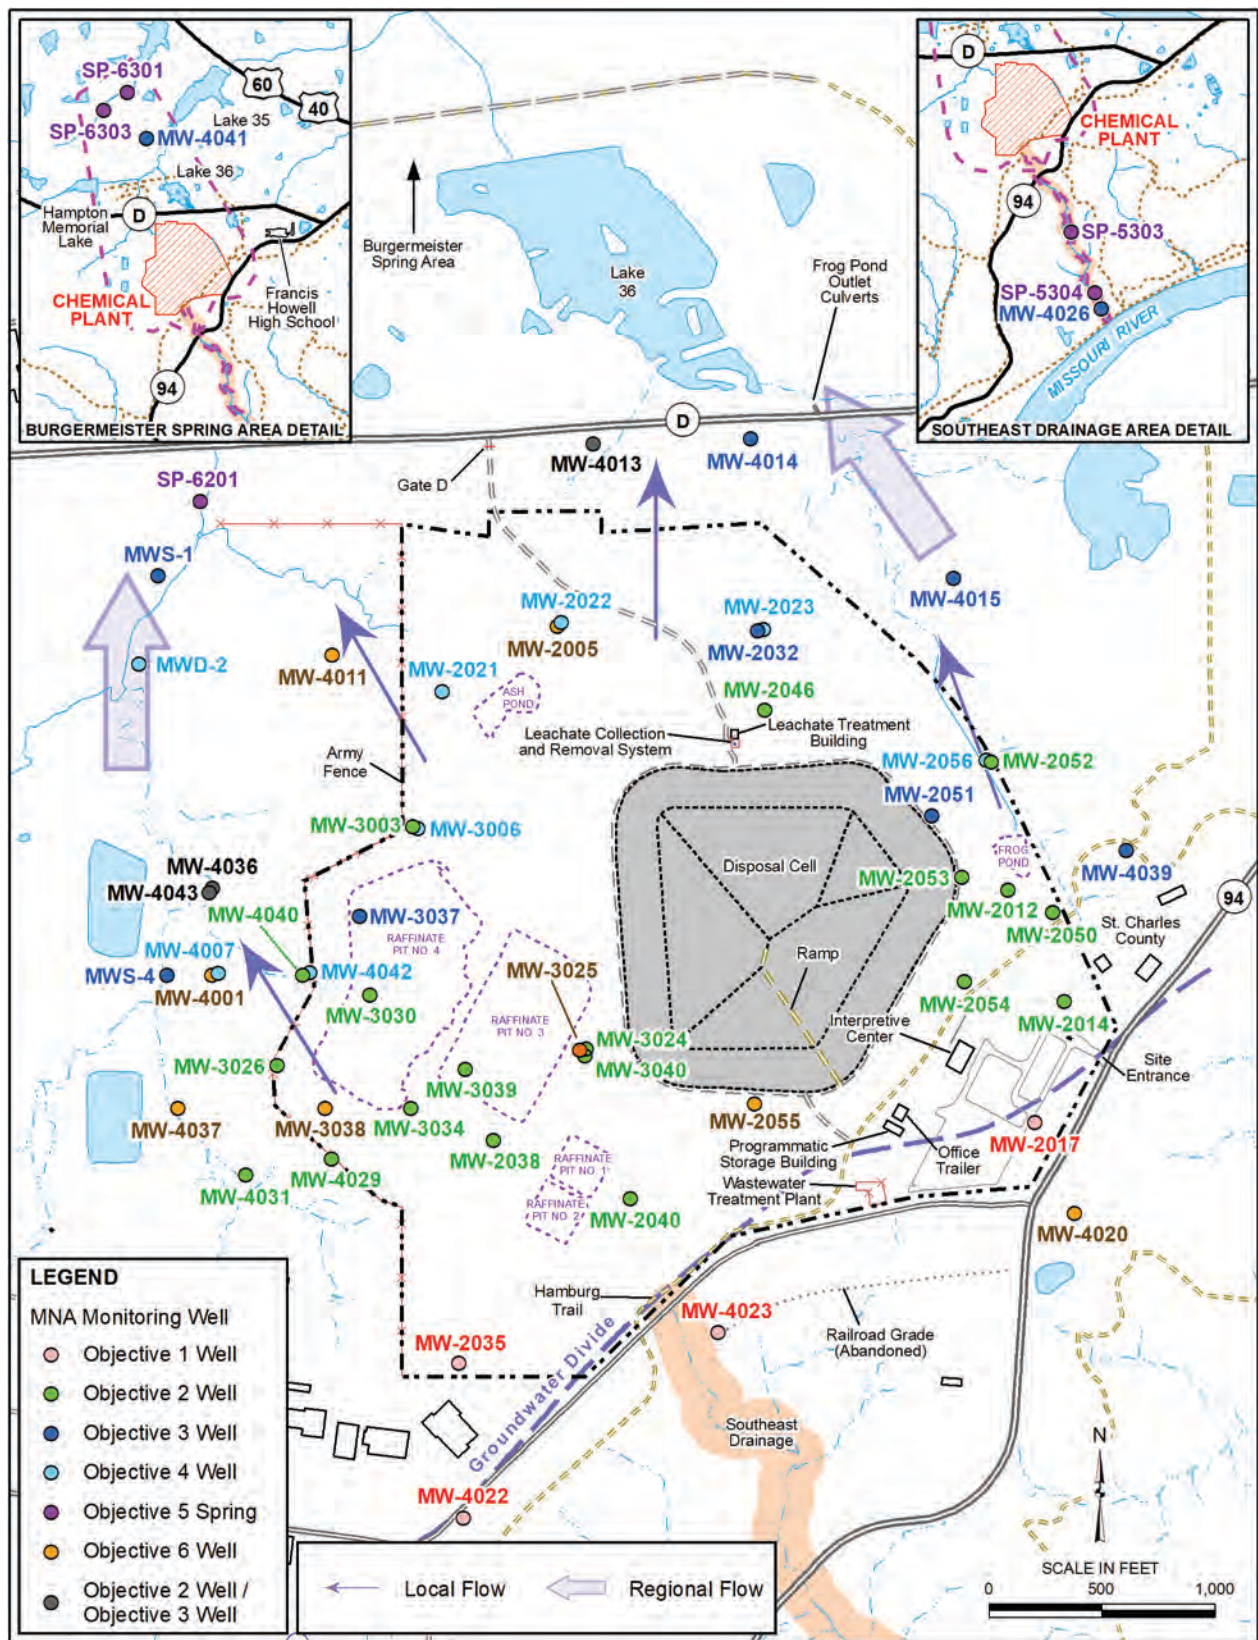 SP-6301
SP-6303
MW-4041
60
40
Lake 35
Lake 36
D
Hampton
Memorial
Lake
CHEMICAL
PLANT
Francis
Howell
High School
94
BURGERMEISTER SPRING AREA DETAIL
Burgermeister
Spring Area
Lake
36
Frog Pond
Outlet
Culverts
D
CHEMICAL
PLANT
94
SP-5303
SP-5304
MW-4026
MISSOURI RIVER
SOUTHEAST DRAINAGE AREA DETAIL
D
Gate D
MW-4013
MW-4014
SP-6201
MWS-1
MW-4015
MW-2022
MW-2005
MW-2023
MW-2032
MWD-2
MW-4011
MW-2021
ASH
POND
MW-2046
Leachate Collection
and Removal System
Leachate Treatment
Building
Army
Fence
MW-2056
MW-2052
MW-2051
MW-3003
MW-3006
FROG
POND
MW-4039
MW-4036
MW-4043
Disposal Cell
MW-2053
MW-2012
94
MW-4040
MW-3037
RAFFINATE
PIT NO. 4
MW-2050
St. Charles
County
MW-4007
MWS-4
MW-4001
MW-4042
MW-3025
Ramp
MW-3030
RAFFINATE
PIT NO. 3
MW-2054
MW-2014
Interpretive
Center
MW-3024
MW-3040
MW-3026
MW-3039
Site
Entrance
MW-4037
MW-3038
MW-3034
MW-2055
MW-2017
MW-2038
Programmatic
Storage Building
Office
Trailer
MW-4031
MW-4029
RAFFINATE
PIT NO. 1
RAFFINATE
PIT NO. 2
MW-2040
Wastewater
Treatment Plant
MW-4020
Hamburg
Trail
MW-4023
Railroad Grade
(Abandoned)
MW-2035
Groundwater Divide
Southeast
Drainage
MW-4022
LEGEND
MNA Monitoring Well
Objective 1 Well
Objective 2 Well
Objective 3 Well
Objective 4 Well
Objective 5 Spring
Objective 6 Well
Objective 2 Well /
Objective 3 Well
Local Flow
Regional Flow
N
SCALE IN FEET
0 500 1,000